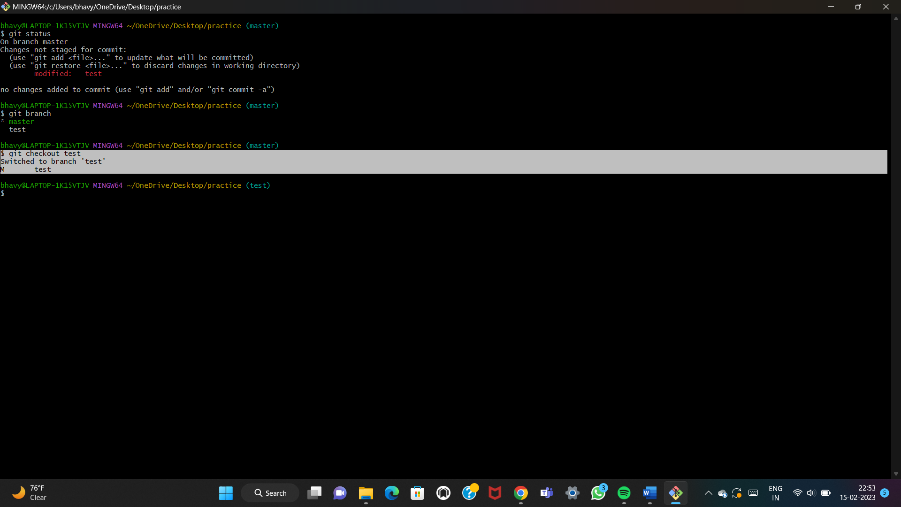 MINGW64:/c/Users/bhavy/OneDrive/Desktop/practice
bhavy@LAPTOP-1K15VTJV MINGW64 ~/OneDrive/Desktop/practice (master)
$ git status
On branch master
Changes not staged for commit:
  (use "git add <file>..." to update what will be committed)
  (use "git restore <file>..." to discard changes in working directory)
        modified:   test
no changes added to commit (use "git add" and/or "git commit -a")
bhavy@LAPTOP-1K15VTJV MINGW64 ~/OneDrive/Desktop/practice (master)
$ git branch
* master
  test
bhavy@LAPTOP-1K15VTJV MINGW64 ~/OneDrive/Desktop/practice (master)
$ git checkout test
Switched to branch 'test'
M       test
bhavy@LAPTOP-1K15VTJV MINGW64 ~/OneDrive/Desktop/practice (test)
$
76°F
Clear
Search
3
ENG
IN
22:53
15-02-2023
3